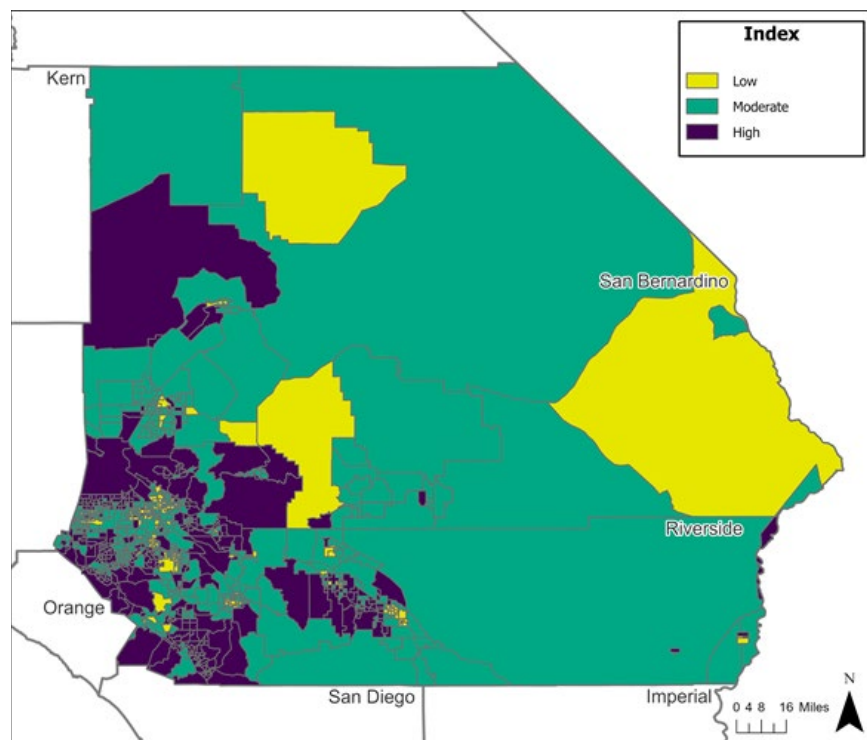 Index
Low
Moderate
High
Kern
San Bernardino
Riverside
Orange
San Diego
Imperial
N
0 4 8 16 Miles